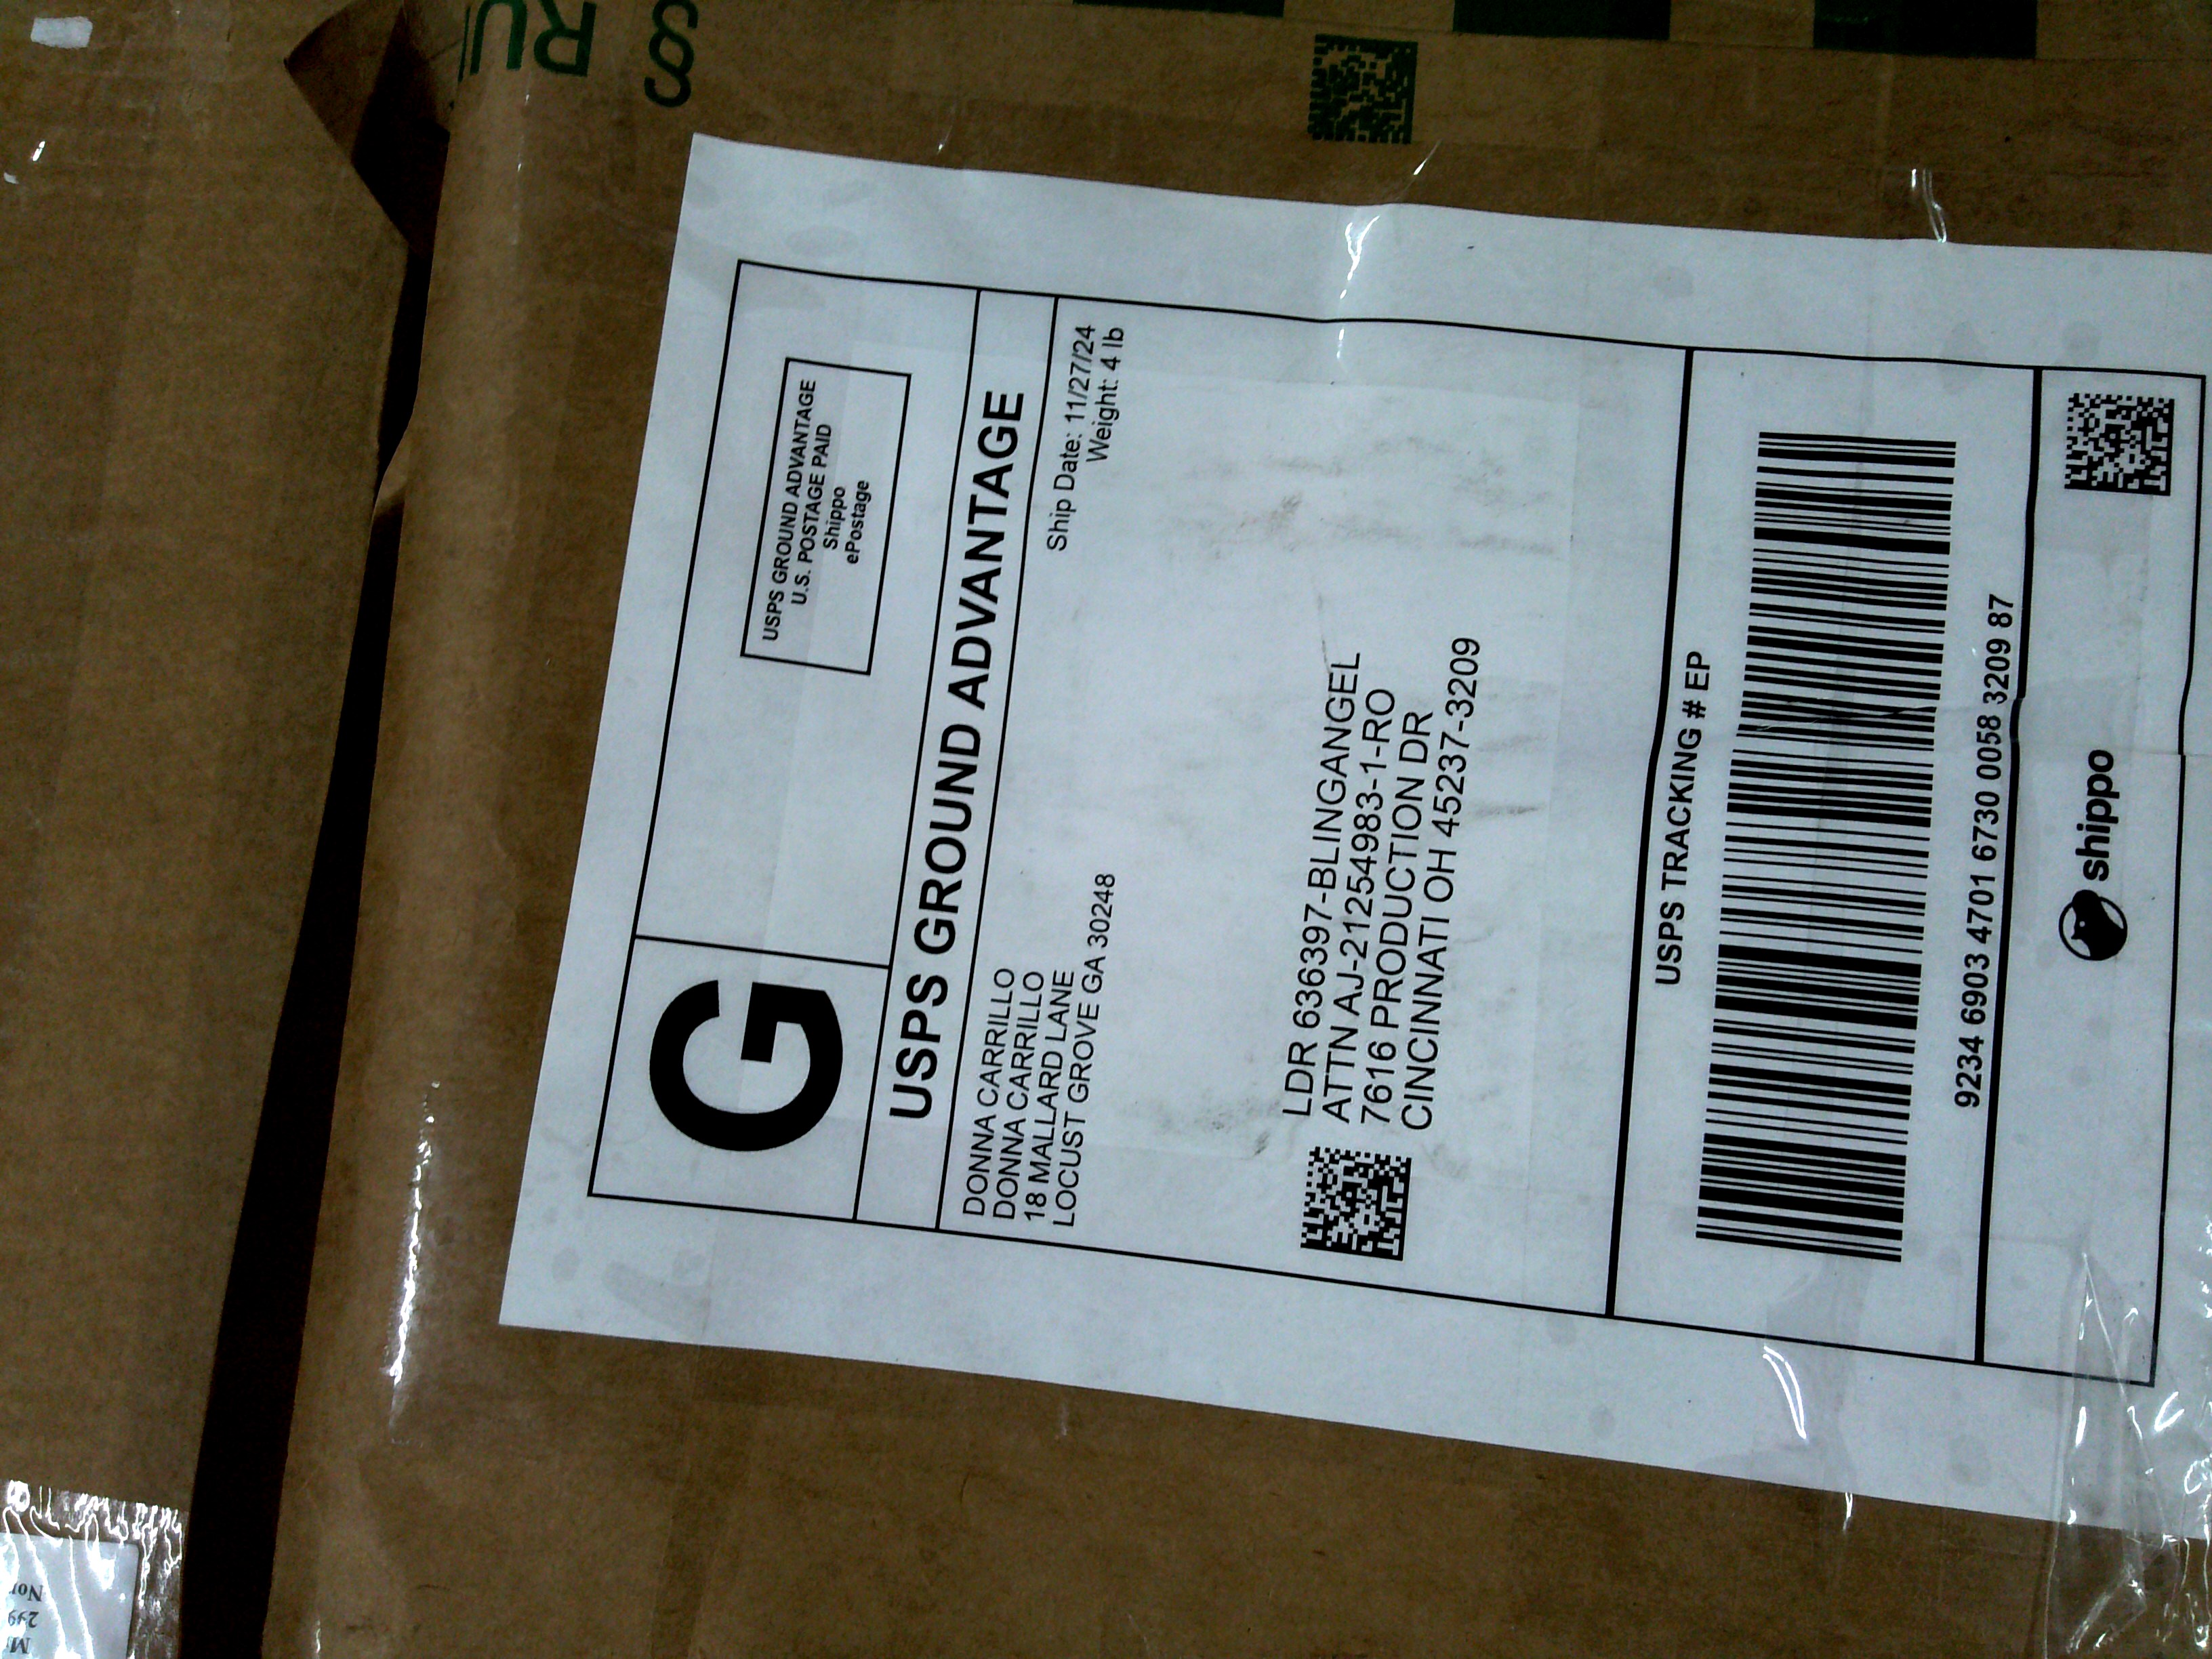 G
USPS GROUND ADVANTAGE
U.S. POSTAGE PAID
Shippo
ePostage
USPS GROUND ADVANTAGE
Ship Date: 11/27/24
Weight: 4 lb
DONNA CARRILLO
DONNA CARRILLO
18 MALLARD LANE
LOCUST GROVE GA 30248
LDR 636397-BLINGANGEL
ATTN AJ-21254983-1-RO
7616 PRODUCTION DR
CINCINNATI OH 45237-3209
USPS TRACKING # EP
9234 6903 4701 6730 0058 3209 87
shippo
RU